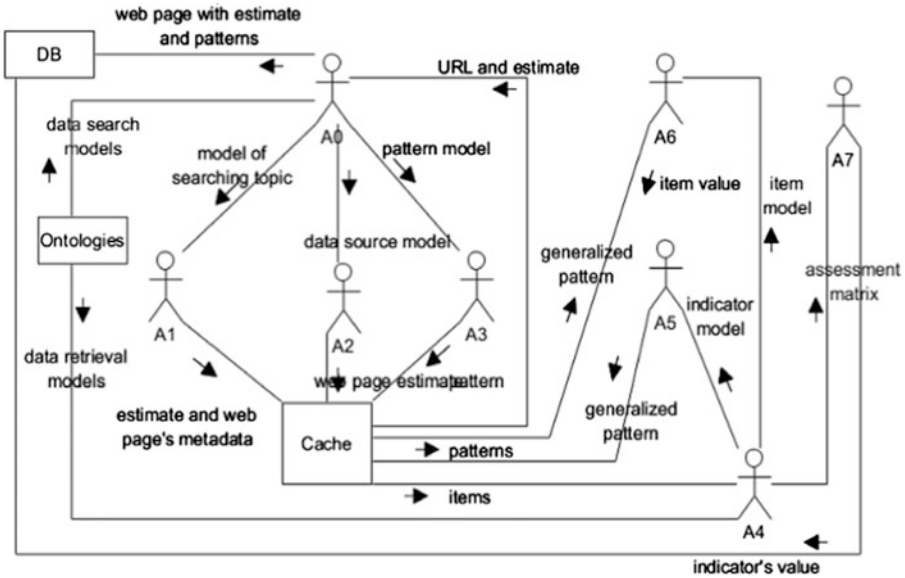 web page with estimate
and patterns
DB
URL and estimate
data search
models
A0
model of
searching topic
pattern model
A6
A7
item value
item
model
Ontologies
data source model
generalized
pattern
assessment
matrix
A1
A2
A3
A5
indicator
model
data retrieval
models
web page estimate
pattern
estimate and web
page's metadata
generalized
pattern
Cache
patterns
items
A4
indicator's value